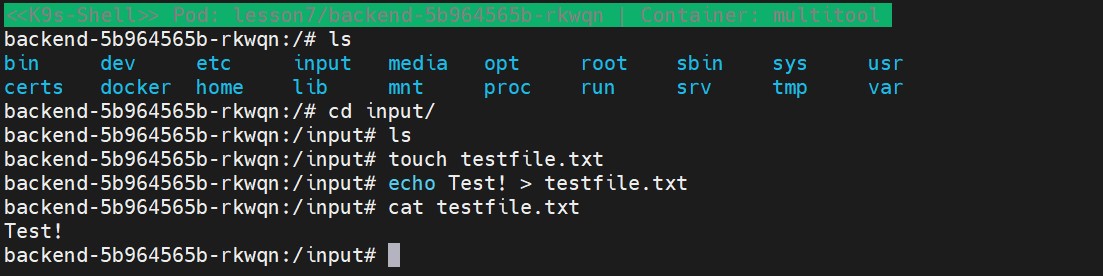 <<K9s-Shell>> Pod: lesson7/backend-5b964565b-rkwqn | Container: multitool
backend-5b964565b-rkwqn:/# ls
bin dev etc input media opt root sbin sys usr
certs docker home lib mnt proc run srv tmp var
backend-5b964565b-rkwqn:/# cd input/
backend-5b964565b-rkwqn:/input# ls
backend-5b964565b-rkwqn:/input# touch testfile.txt
backend-5b964565b-rkwqn:/input# echo Test! > testfile.txt
backend-5b964565b-rkwqn:/input# cat testfile.txt
Test!
backend-5b964565b-rkwqn:/input#